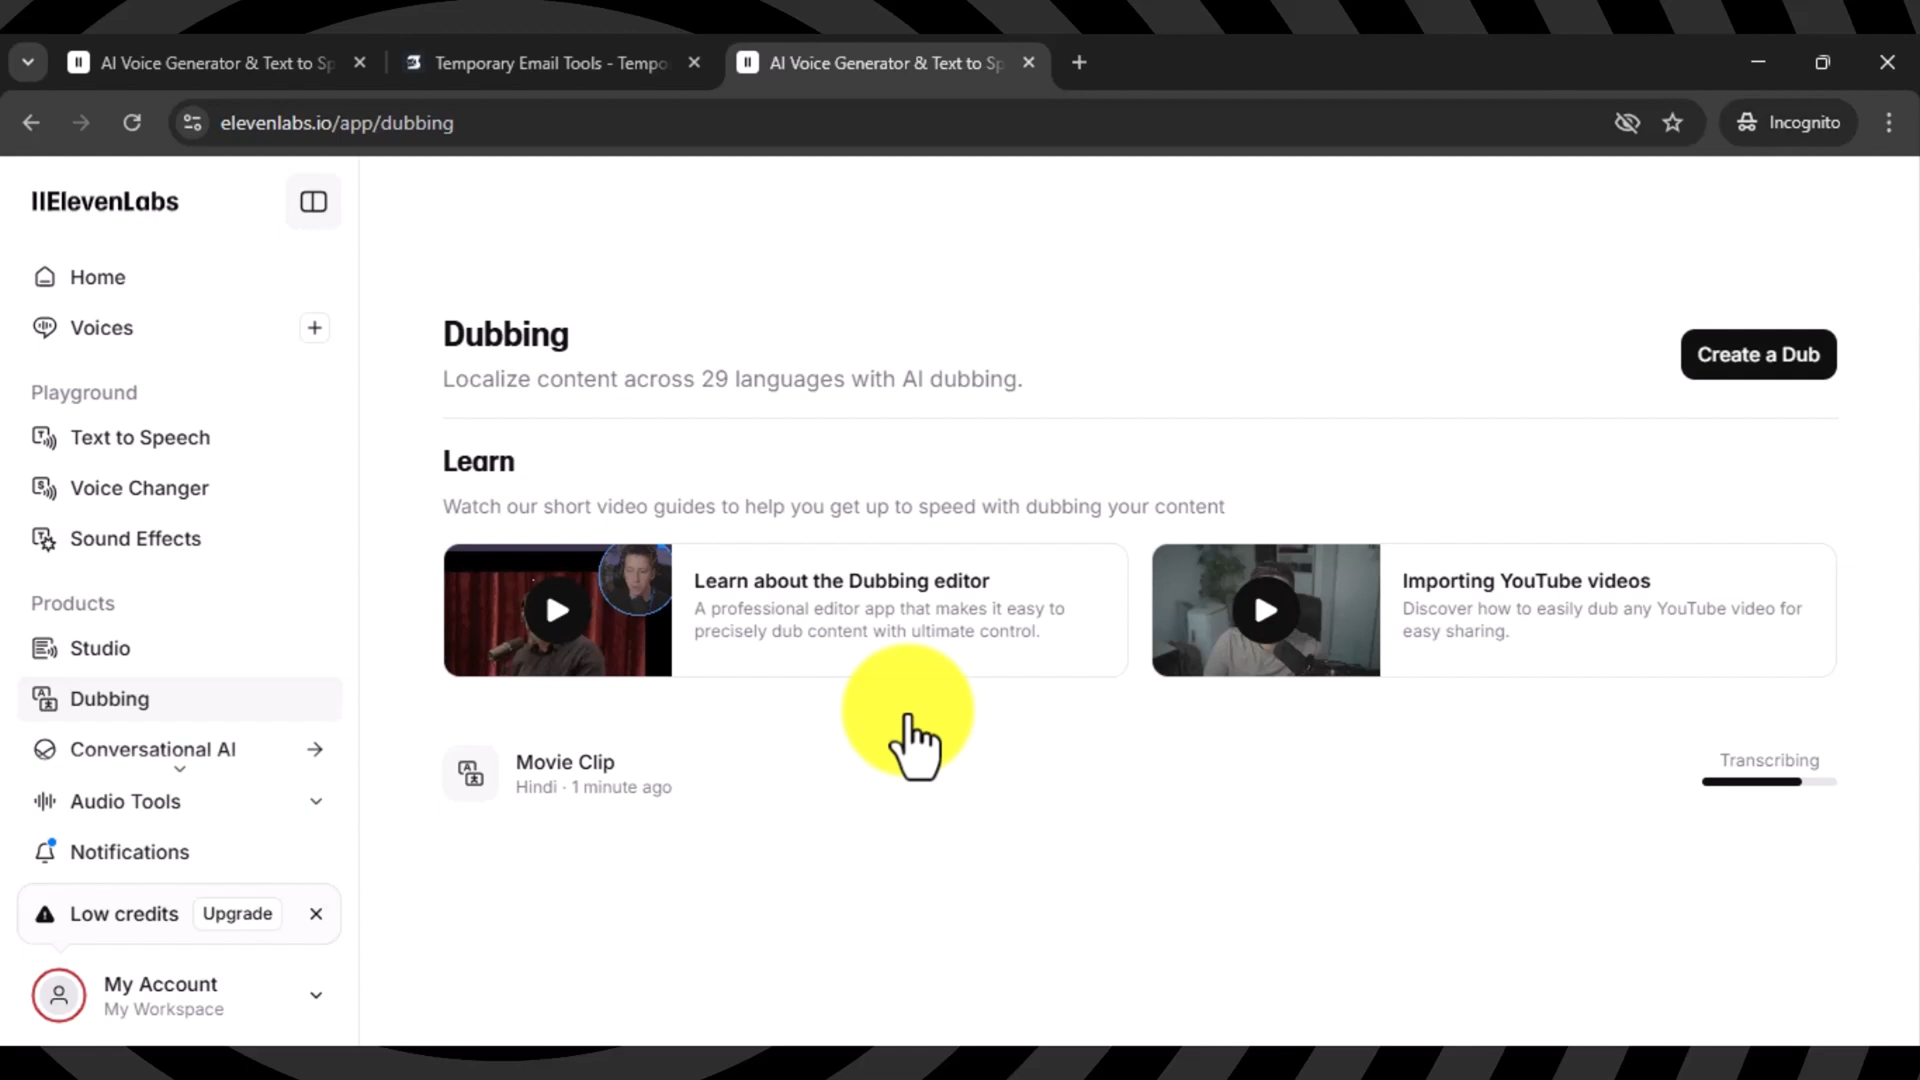 AI Voice Generator & Text to Sp
Temporary Email Tools - Tempo
AI Voice Generator & Text to Sp
elevenlabs.io/app/dubbing
Incognito
IIElevenLabs
Home
Voices
Playground
Text to Speech
Voice Changer
Sound Effects
Products
Studio
Dubbing
Conversational AI
Audio Tools
Notifications
Low credits
Upgrade
My Account
My Workspace
Dubbing
Localize content across 29 languages with AI dubbing.
Create a Dub
Learn
Watch our short video guides to help you get up to speed with dubbing your content
Learn about the Dubbing editor
A professional editor app that makes it easy to
precisely dub content with ultimate control.
Importing YouTube videos
Discover how to easily dub any YouTube video for
easy sharing.
Movie Clip
Hindi · 1 minute ago
Transcribing